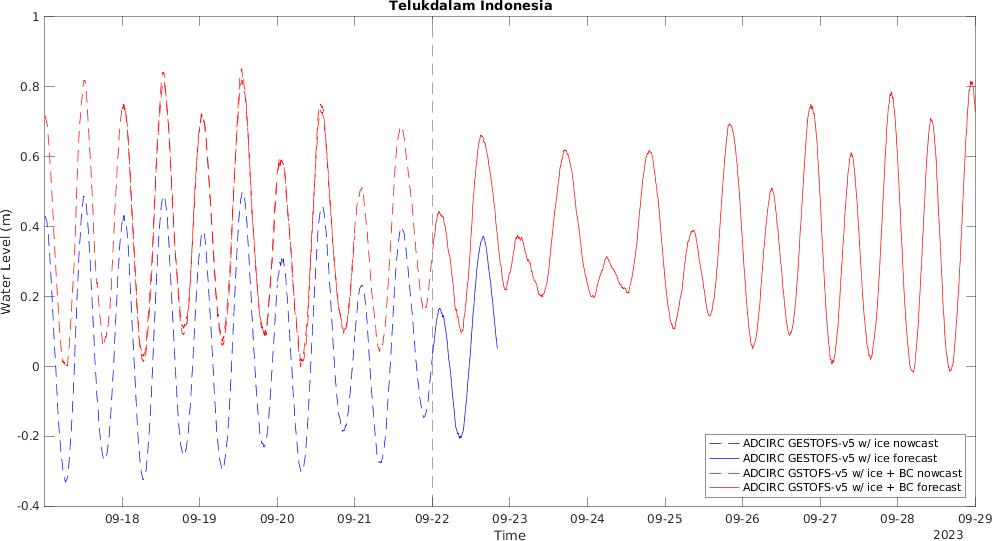 Telukdalam Indonesia
Water Level (m)
1
0.8
0.6
0.4
0.2
0
-0.2
-0.4
ADCIRC GESTOFS-v5 w/ ice nowcast
ADCIRC GESTOFS-v5 w/ ice forecast
ADCIRC GSTOFS-v5 w/ ice + BC nowcast
ADCIRC GSTOFS-v5 w/ ice + BC forecast
09-18 09-19 09-20 09-21 09-22 09-23 09-24 09-25 09-26 09-27 09-28 09-29
Time
2023